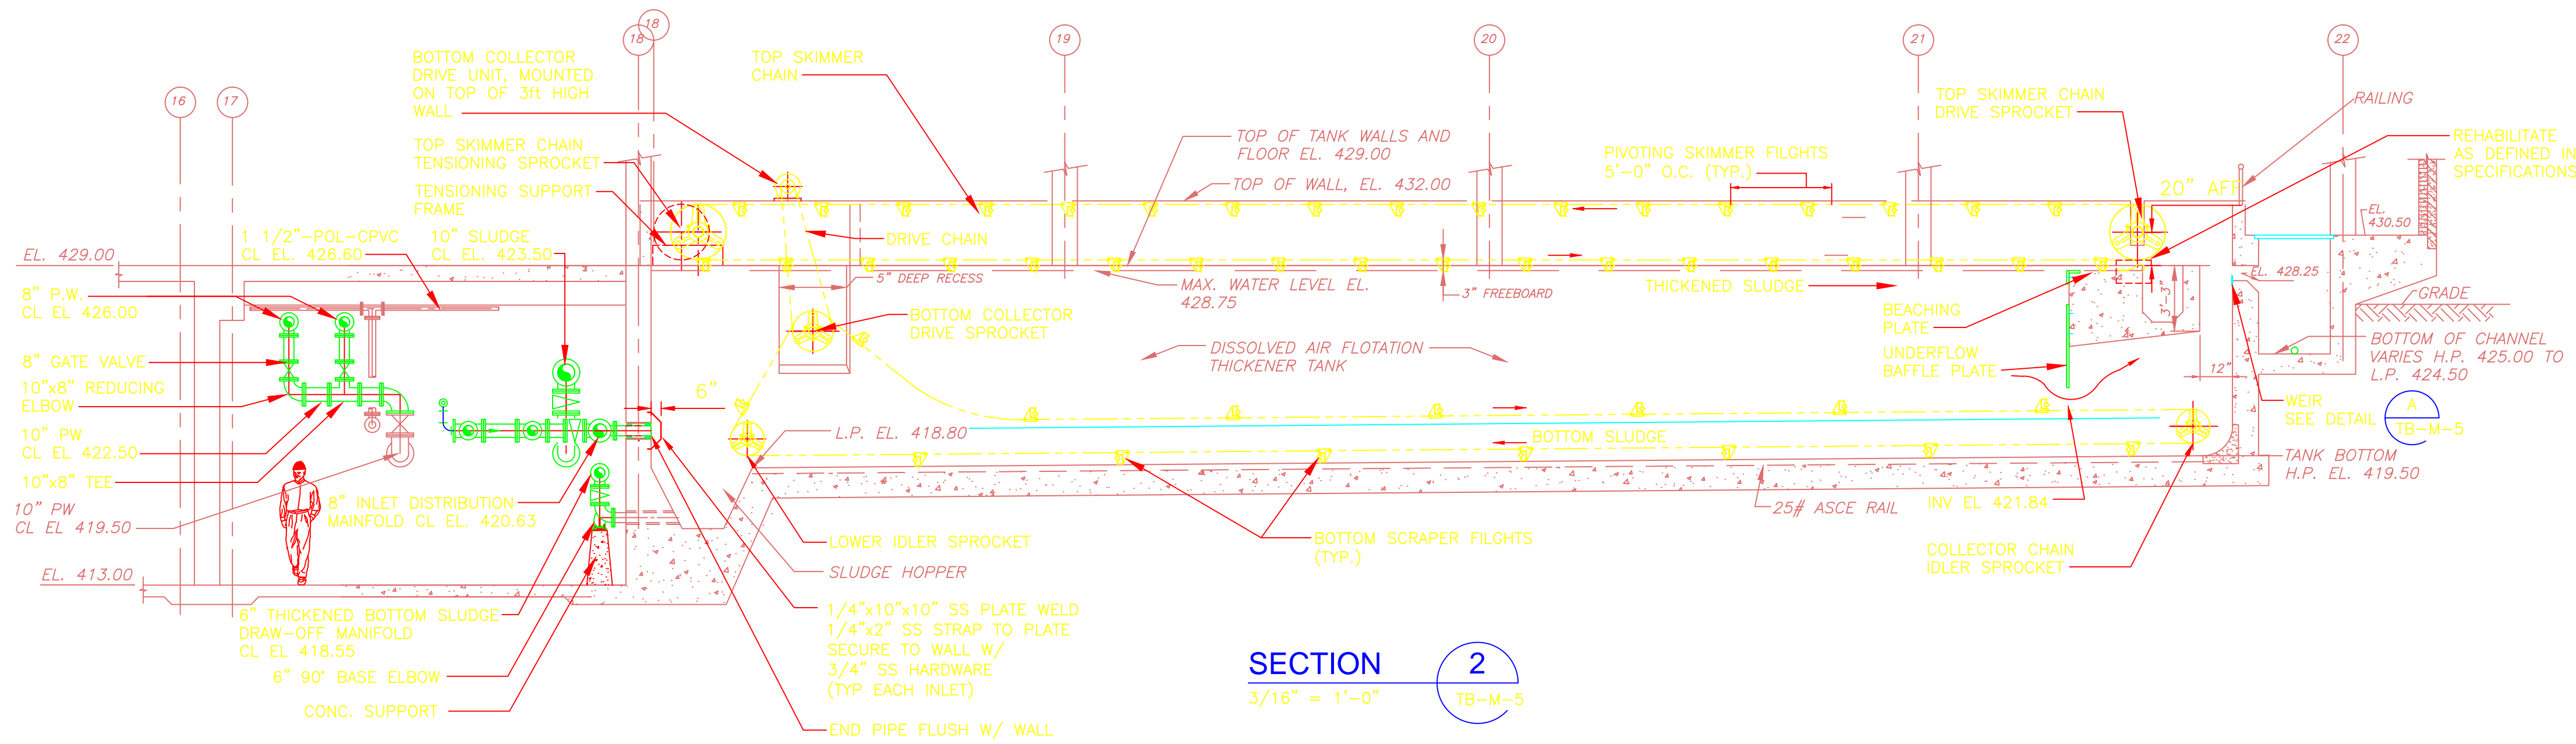 16
17
18
18
19
20
21
22
BOTTOM COLLECTOR
DRIVE UNIT, MOUNTED
ON TOP OF 3ft HIGH
WALL
TOP SKIMMER
CHAIN
TOP SKIMMER CHAIN
TENSIONING SPROCKET
TENSIONING SUPPORT
FRAME
TOP OF TANK WALLS AND
FLOOR EL. 429.00
TOP OF WALL, EL. 432.00
PIVOTING SKIMMER FILGHTS
5'-0" O.C. (TYP.)
TOP SKIMMER CHAIN
DRIVE SPROCKET
RAILING
REHABILITATE
AS DEFINED IN
SPECIFICATIONS
20" AFF
EL.
430.50
EL. 429.00
1 1/2"-POL-CPVC
CL EL. 426.60
10" SLUDGE
CL EL. 423.50
DRIVE CHAIN
5" DEEP RECESS
MAX. WATER LEVEL EL.
428.75
3" FREEBOARD
THICKENED SLUDGE
EL. 428.25
GRADE
8" P.W.
CL EL 426.00
BOTTOM COLLECTOR
DRIVE SPROCKET
BEACHING
PLATE
3'-3"
8" GATE VALVE
DISSOLVED AIR FLOTATION
THICKENER TANK
UNDERFLOW
BAFFLE PLATE
12"
BOTTOM OF CHANNEL
VARIES H.P. 425.00 TO
L.P. 424.50
10"x8" REDUCING
ELBOW
6"
WEIR
SEE DETAIL
A
TB-M-5
10" PW
CL EL 422.50
L.P. EL. 418.80
BOTTOM SLUDGE
TANK BOTTOM
H.P. EL. 419.50
10"x8" TEE
10" PW
CL EL 419.50
8" INLET DISTRIBUTION
MAINFOLD CL EL. 420.63
25# ASCE RAIL
INV EL 421.84
LOWER IDLER SPROCKET
BOTTOM SCRAPER FILGHTS
(TYP.)
COLLECTOR CHAIN
IDLER SPROCKET
EL. 413.00
SLUDGE HOPPER
6" THICKENED BOTTOM SLUDGE
DRAW-OFF MANIFOLD
CL EL 418.55
1/4"x10"x10" SS PLATE WELD
1/4"x2" SS STRAP TO PLATE
SECURE TO WALL W/
3/4" SS HARDWARE
(TYP EACH INLET)
6" 90° BASE ELBOW
CONC. SUPPORT
END PIPE FLUSH W/ WALL
SECTION
2
3/16" = 1'-0"
TB-M-5